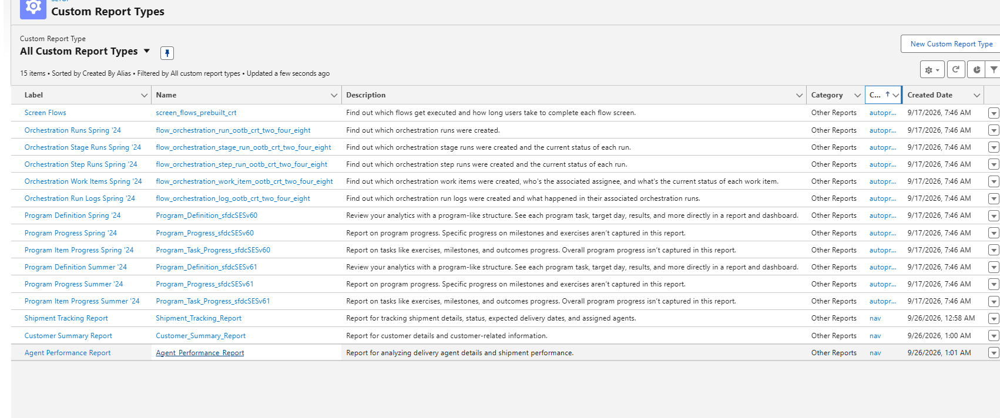 Custom Report Types
Custom Report Type
All Custom Report Types
New Custom Report Type
15 items • Sorted by Created By Alias • Filtered by All custom report types • Updated a few seconds ago
Label Name Description Category C... Created Date
Screen Flows screen_flows_prebuilt_crt Find out which flows get executed and how long users take to complete each flow screen. Other Reports autopr... 9/17/2026, 7:46 AM
Orchestration Runs Spring '24 flow_orchestration_run_ootb_crt_two_four_eight Find out which orchestration runs were created. Other Reports autopr... 9/17/2026, 7:46 AM
Orchestration Stage Runs Spring '24 flow_orchestration_stage_run_ootb_crt_two_four_eight Find out which orchestration stage runs were created and the current status of each run. Other Reports autopr... 9/17/2026, 7:46 AM
Orchestration Step Runs Spring '24 flow_orchestration_step_run_ootb_crt_two_four_eight Find out which orchestration step runs were created and the current status of each run. Other Reports autopr... 9/17/2026, 7:46 AM
Orchestration Work Items Spring '24 flow_orchestration_work_item_ootb_crt_two_four_eight Find out which orchestration work items were created, who's the associated assignee, and what's the current status of each work item. Other Reports autopr... 9/17/2026, 7:46 AM
Orchestration Run Logs Spring '24 flow_orchestration_log_ootb_crt_two_four_eight Find out which orchestration run logs were created and what happened in their associated orchestration runs. Other Reports autopr... 9/17/2026, 7:46 AM
Program Definition Spring '24 Program_Definition_sfdcSESv60 Review your analytics with a program-like structure. See each program task, target day, results, and more directly in a report and dashboard. Other Reports autopr... 9/17/2026, 7:46 AM
Program Progress Spring '24 Program_Progress_sfdcSESv60 Report on program progress. Specific progress on milestones and exercises aren't captured in this report. Other Reports autopr... 9/17/2026, 7:46 AM
Program Item Progress Spring '24 Program_Task_Progress_sfdcSESv60 Report on tasks like exercises, milestones, and outcomes progress. Overall program progress isn't captured in this report. Other Reports autopr... 9/17/2026, 7:46 AM
Program Definition Summer '24 Program_Definition_sfdcSESv61 Review your analytics with a program-like structure. See each program task, target day, results, and more directly in a report and dashboard. Other Reports autopr... 9/17/2026, 7:46 AM
Program Progress Summer '24 Program_Progress_sfdcSESv61 Report on program progress. Specific progress on milestones and exercises aren't captured in this report. Other Reports autopr... 9/17/2026, 7:46 AM
Program Item Progress Summer '24 Program_Task_Progress_sfdcSESv61 Report on tasks like exercises, milestones, and outcomes progress. Overall program progress isn't captured in this report. Other Reports autopr... 9/17/2026, 7:46 AM
Shipment Tracking Report Shipment_Tracking_Report Report for tracking shipment details, status, expected delivery dates, and assigned agents. Other Reports nav 9/26/2026, 12:58 AM
Customer Summary Report Customer_Summary_Report Report for customer details and customer-related information. Other Reports nav 9/26/2026, 1:00 AM
Agent Performance Report Agent_Performance_Report Report for analyzing delivery agent details and shipment performance. Other Reports nav 9/26/2026, 1:01 AM